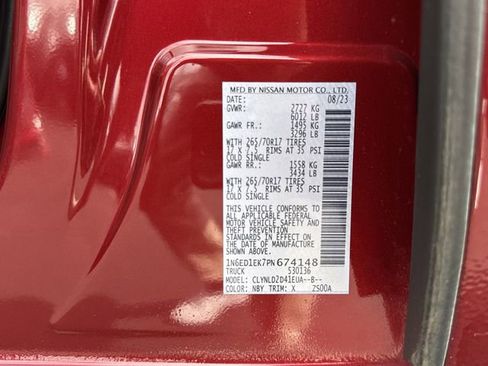 MFD BY NISSAN MOTOR CO., LTD.
DATE: 08/23
GVWR: 2727 KG
6012 LB
GAWR FR.: 1495 KG
3296 LB
WITH 265/70R17 TIRES
17 X 7.5 RIMS AT 35 PSI
COLD SINGLE
GAWR RR.: 1558 KG
3434 LB
WITH 265/70R17 TIRES
17 X 7.5 RIMS AT 35 PSI
COLD SINGLE
THIS VEHICLE CONFORMS TO
ALL APPLICABLE FEDERAL
MOTOR VEHICLE SAFETY AND
THEFT PREVENTION
STANDARDS IN EFFECT ON
THE DATE OF MANUFACTURE
SHOWN ABOVE.
1N6ED1EK7PN674148
TRUCK 530136
MODEL: CLYNLD2D41EUA--B--
COLOR: NBY TRIM: X ZS00A